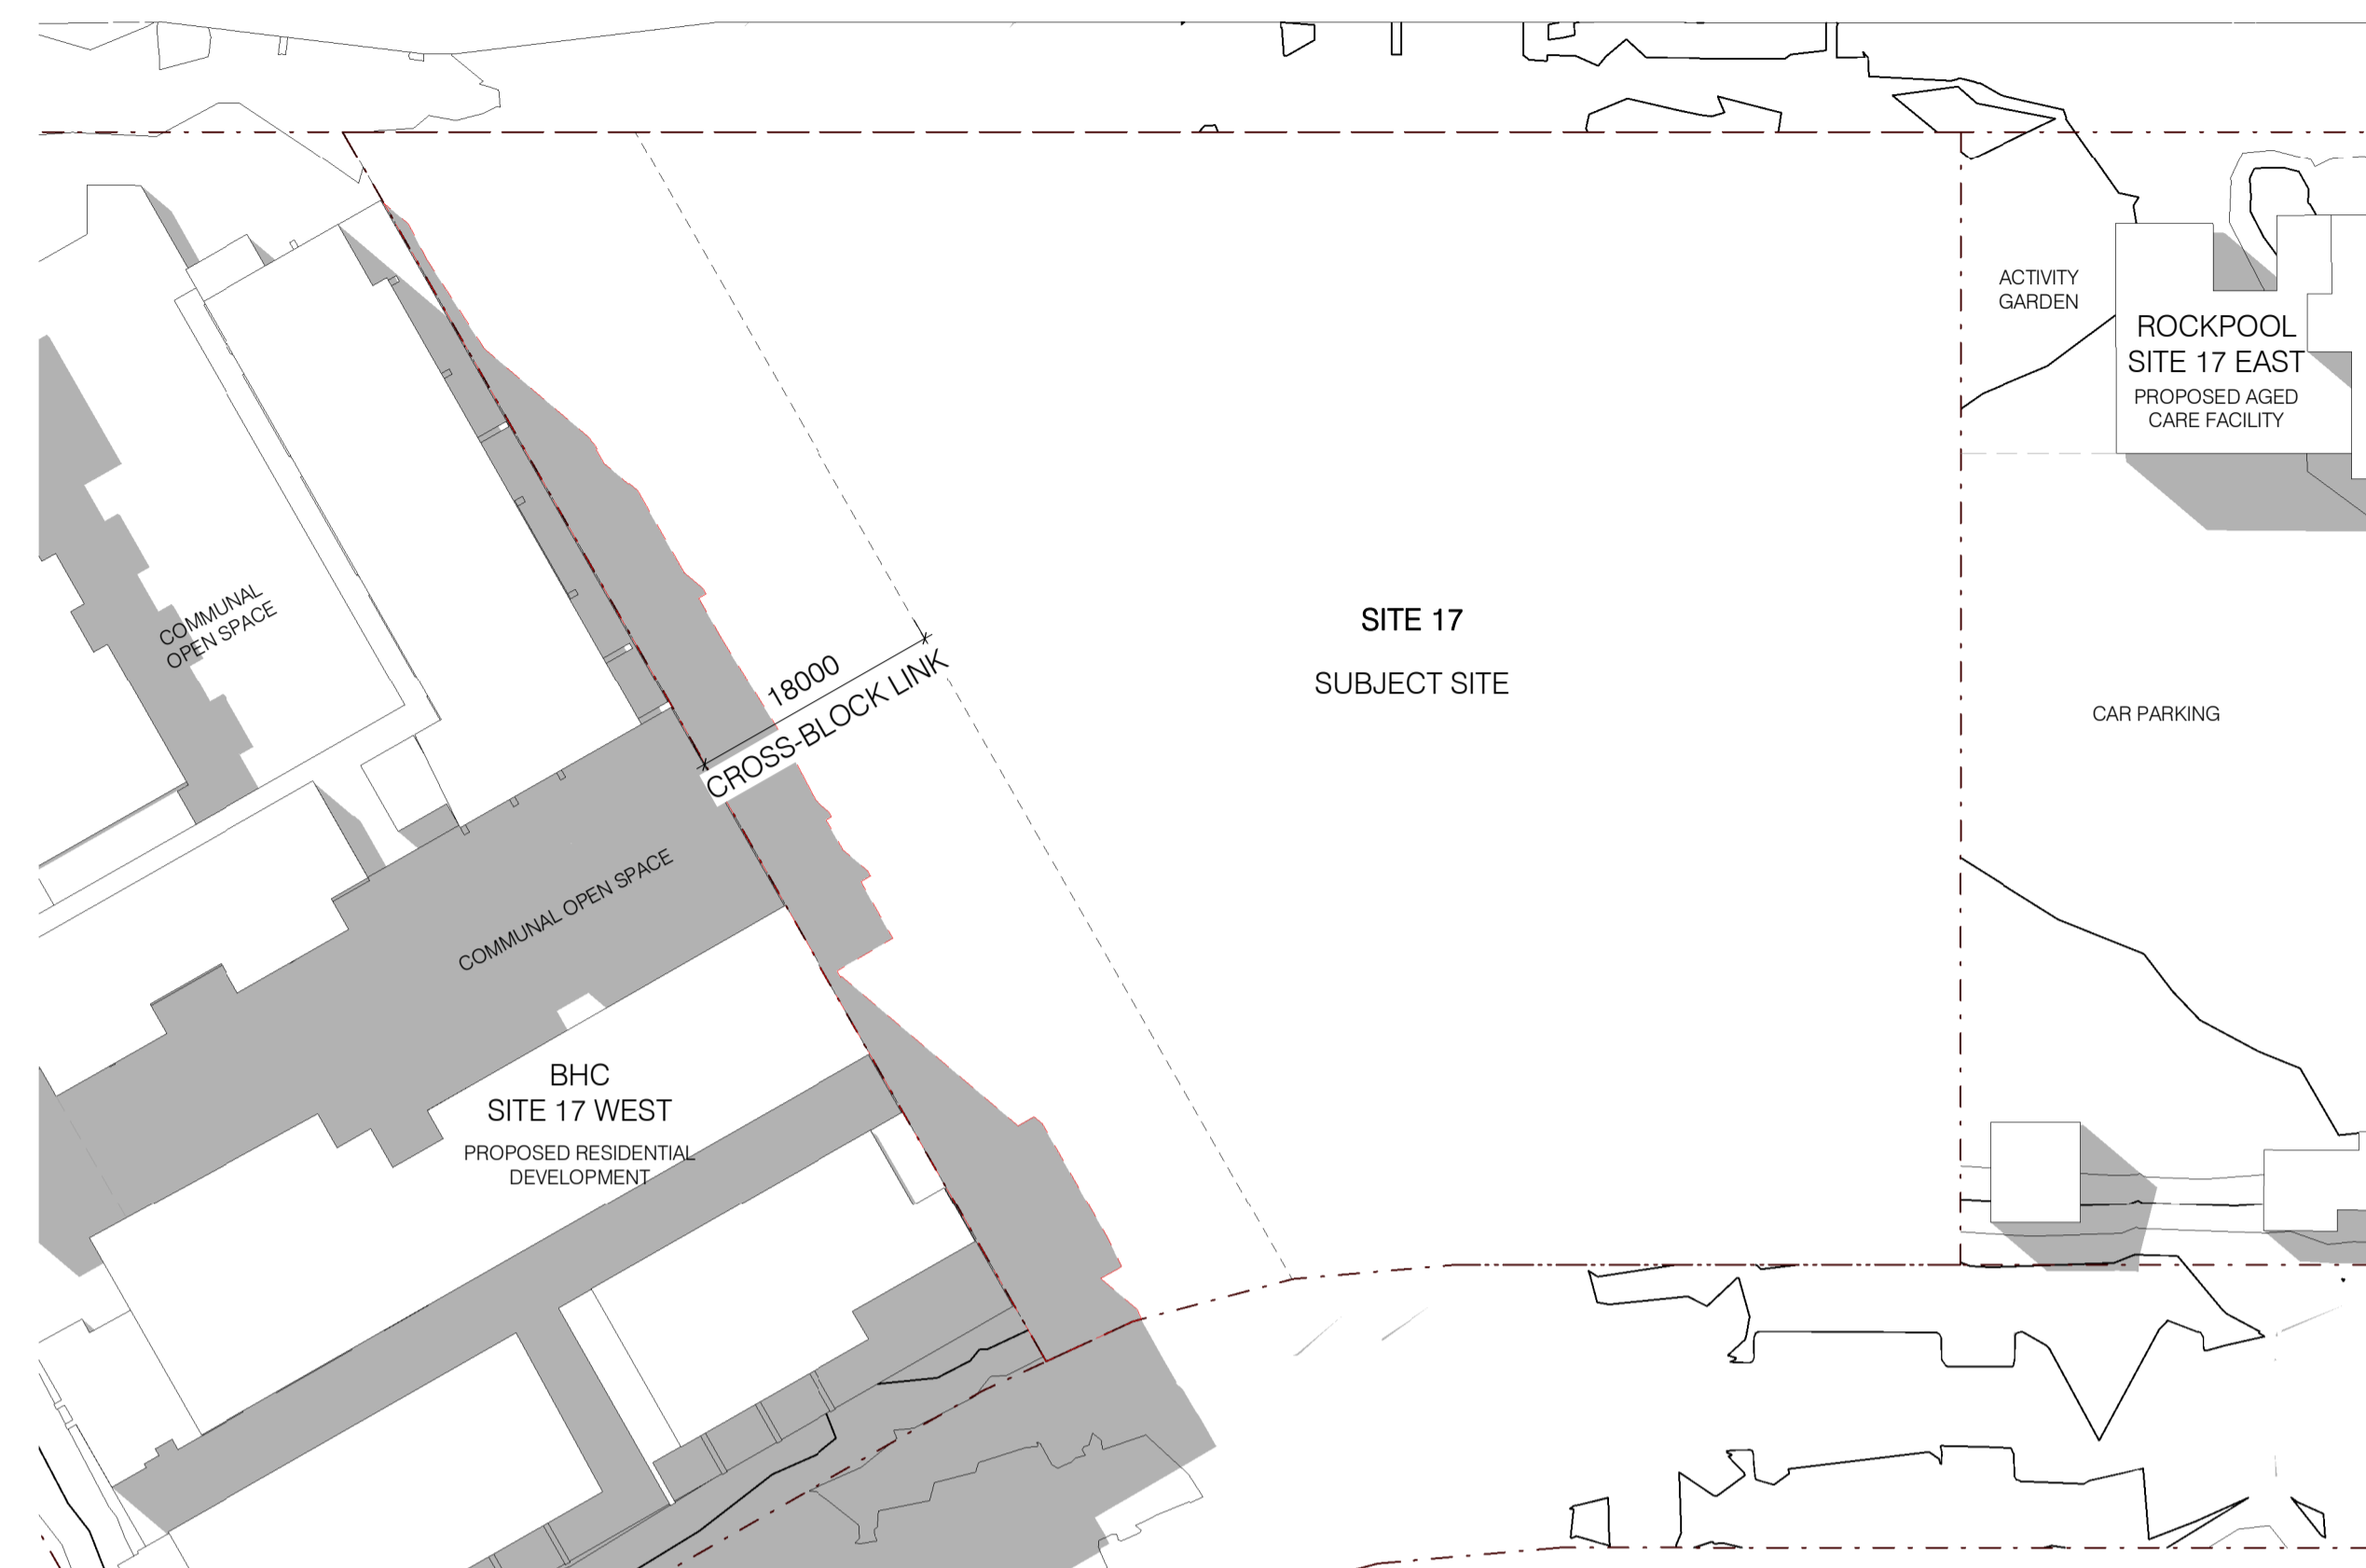 ACTIVITY
GARDEN
ROCKPOOL
SITE 17 EAST
PROPOSED AGED
CARE FACILITY
COMMUNAL
OPEN SPACE
18000
CROSS-BLOCK LINK
SITE 17
SUBJECT SITE
CAR PARKING
COMMUNAL OPEN SPACE
BHC
SITE 17 WEST
PROPOSED RESIDENTIAL
DEVELOPMENT